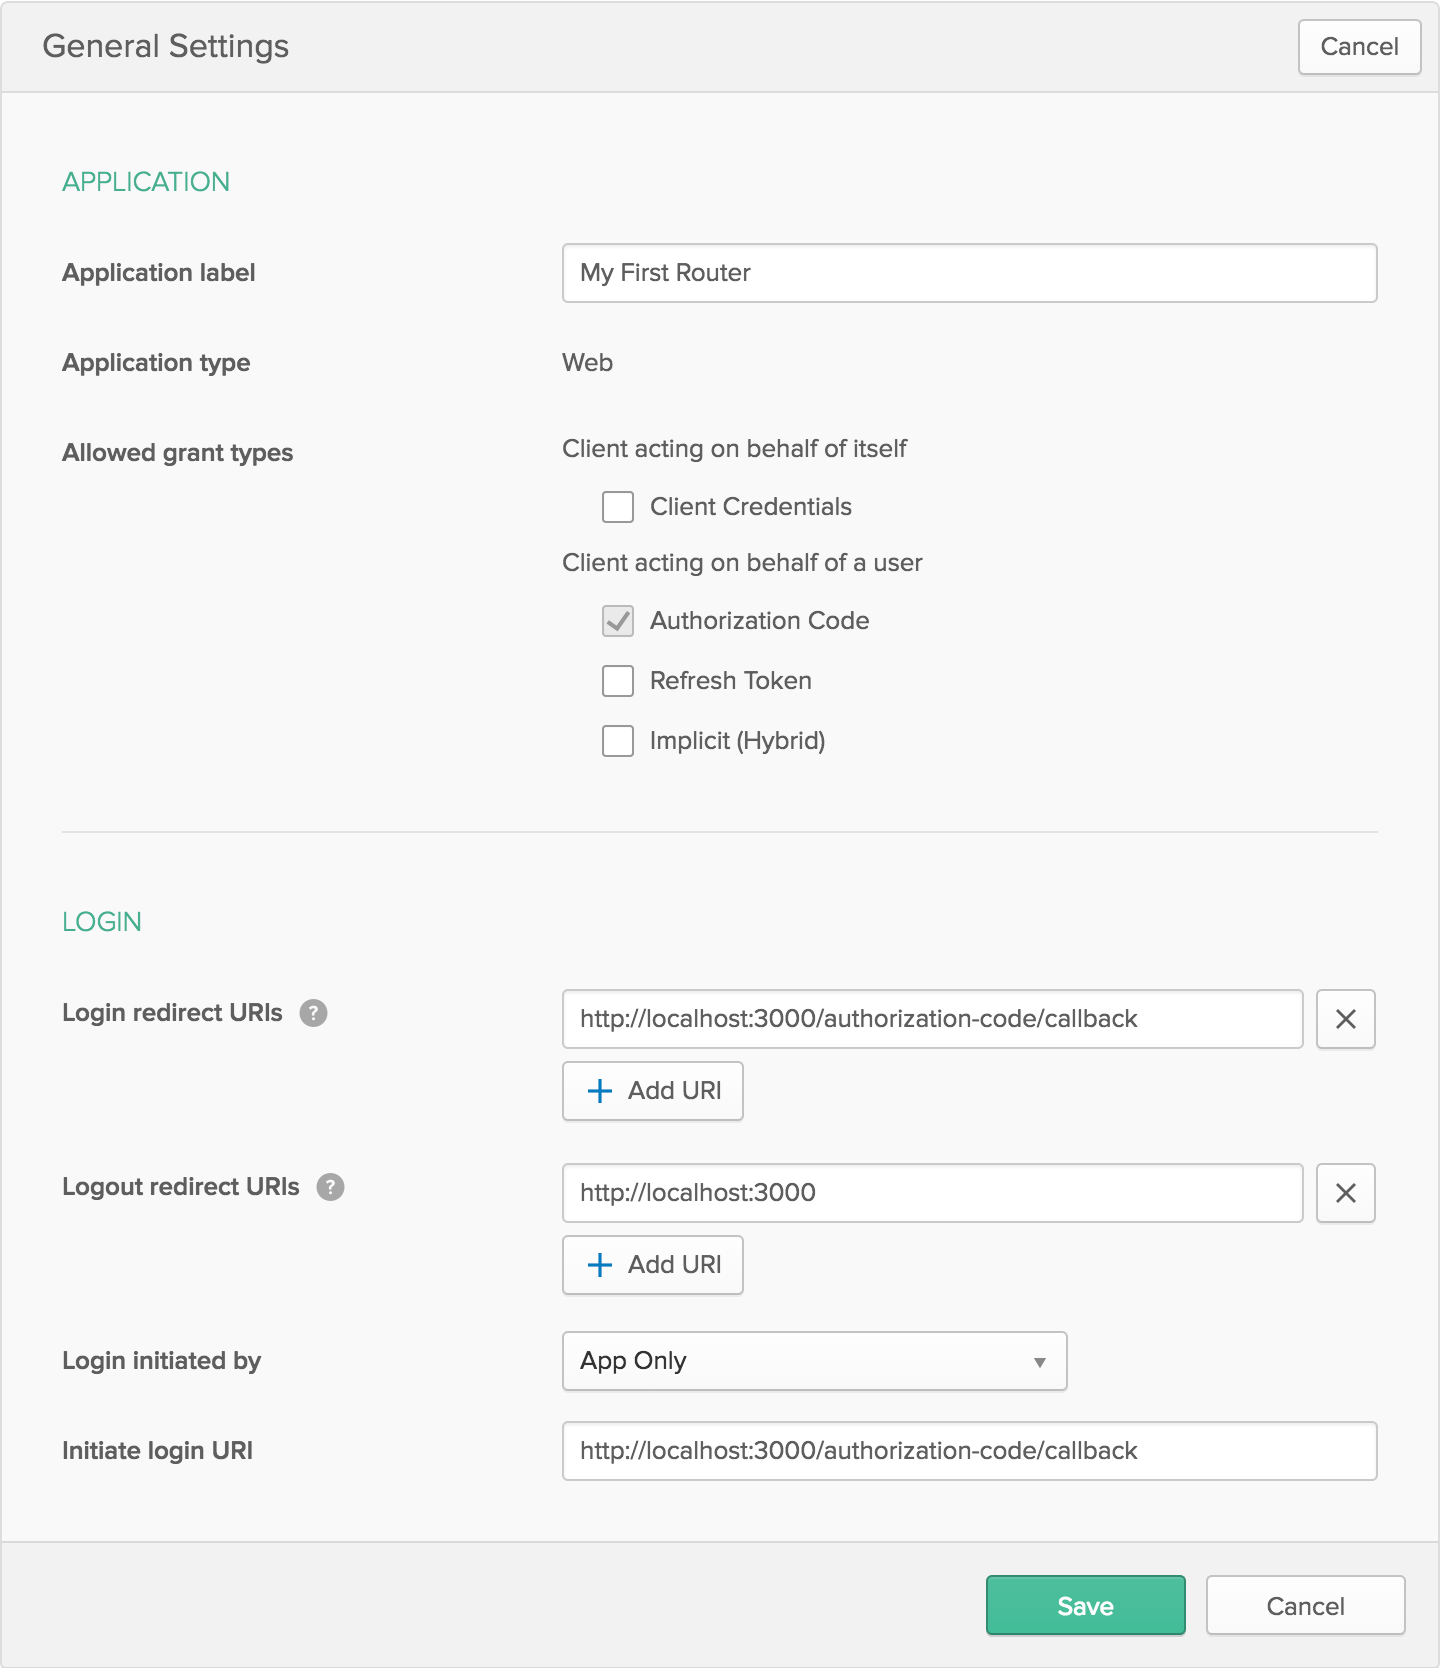 General Settings
Cancel
APPLICATION
Application label
My First Router
Application type
Web
Allowed grant types
Client acting on behalf of itself
Client Credentials
Client acting on behalf of a user
Authorization Code
Refresh Token
Implicit (Hybrid)
LOGIN
Login redirect URIs ?
http://localhost:3000/authorization-code/callback
Add URI
Logout redirect URIs ?
http://localhost:3000
Add URI
Login initiated by
App Only
Initiate login URI
http://localhost:3000/authorization-code/callback
Save
Cancel